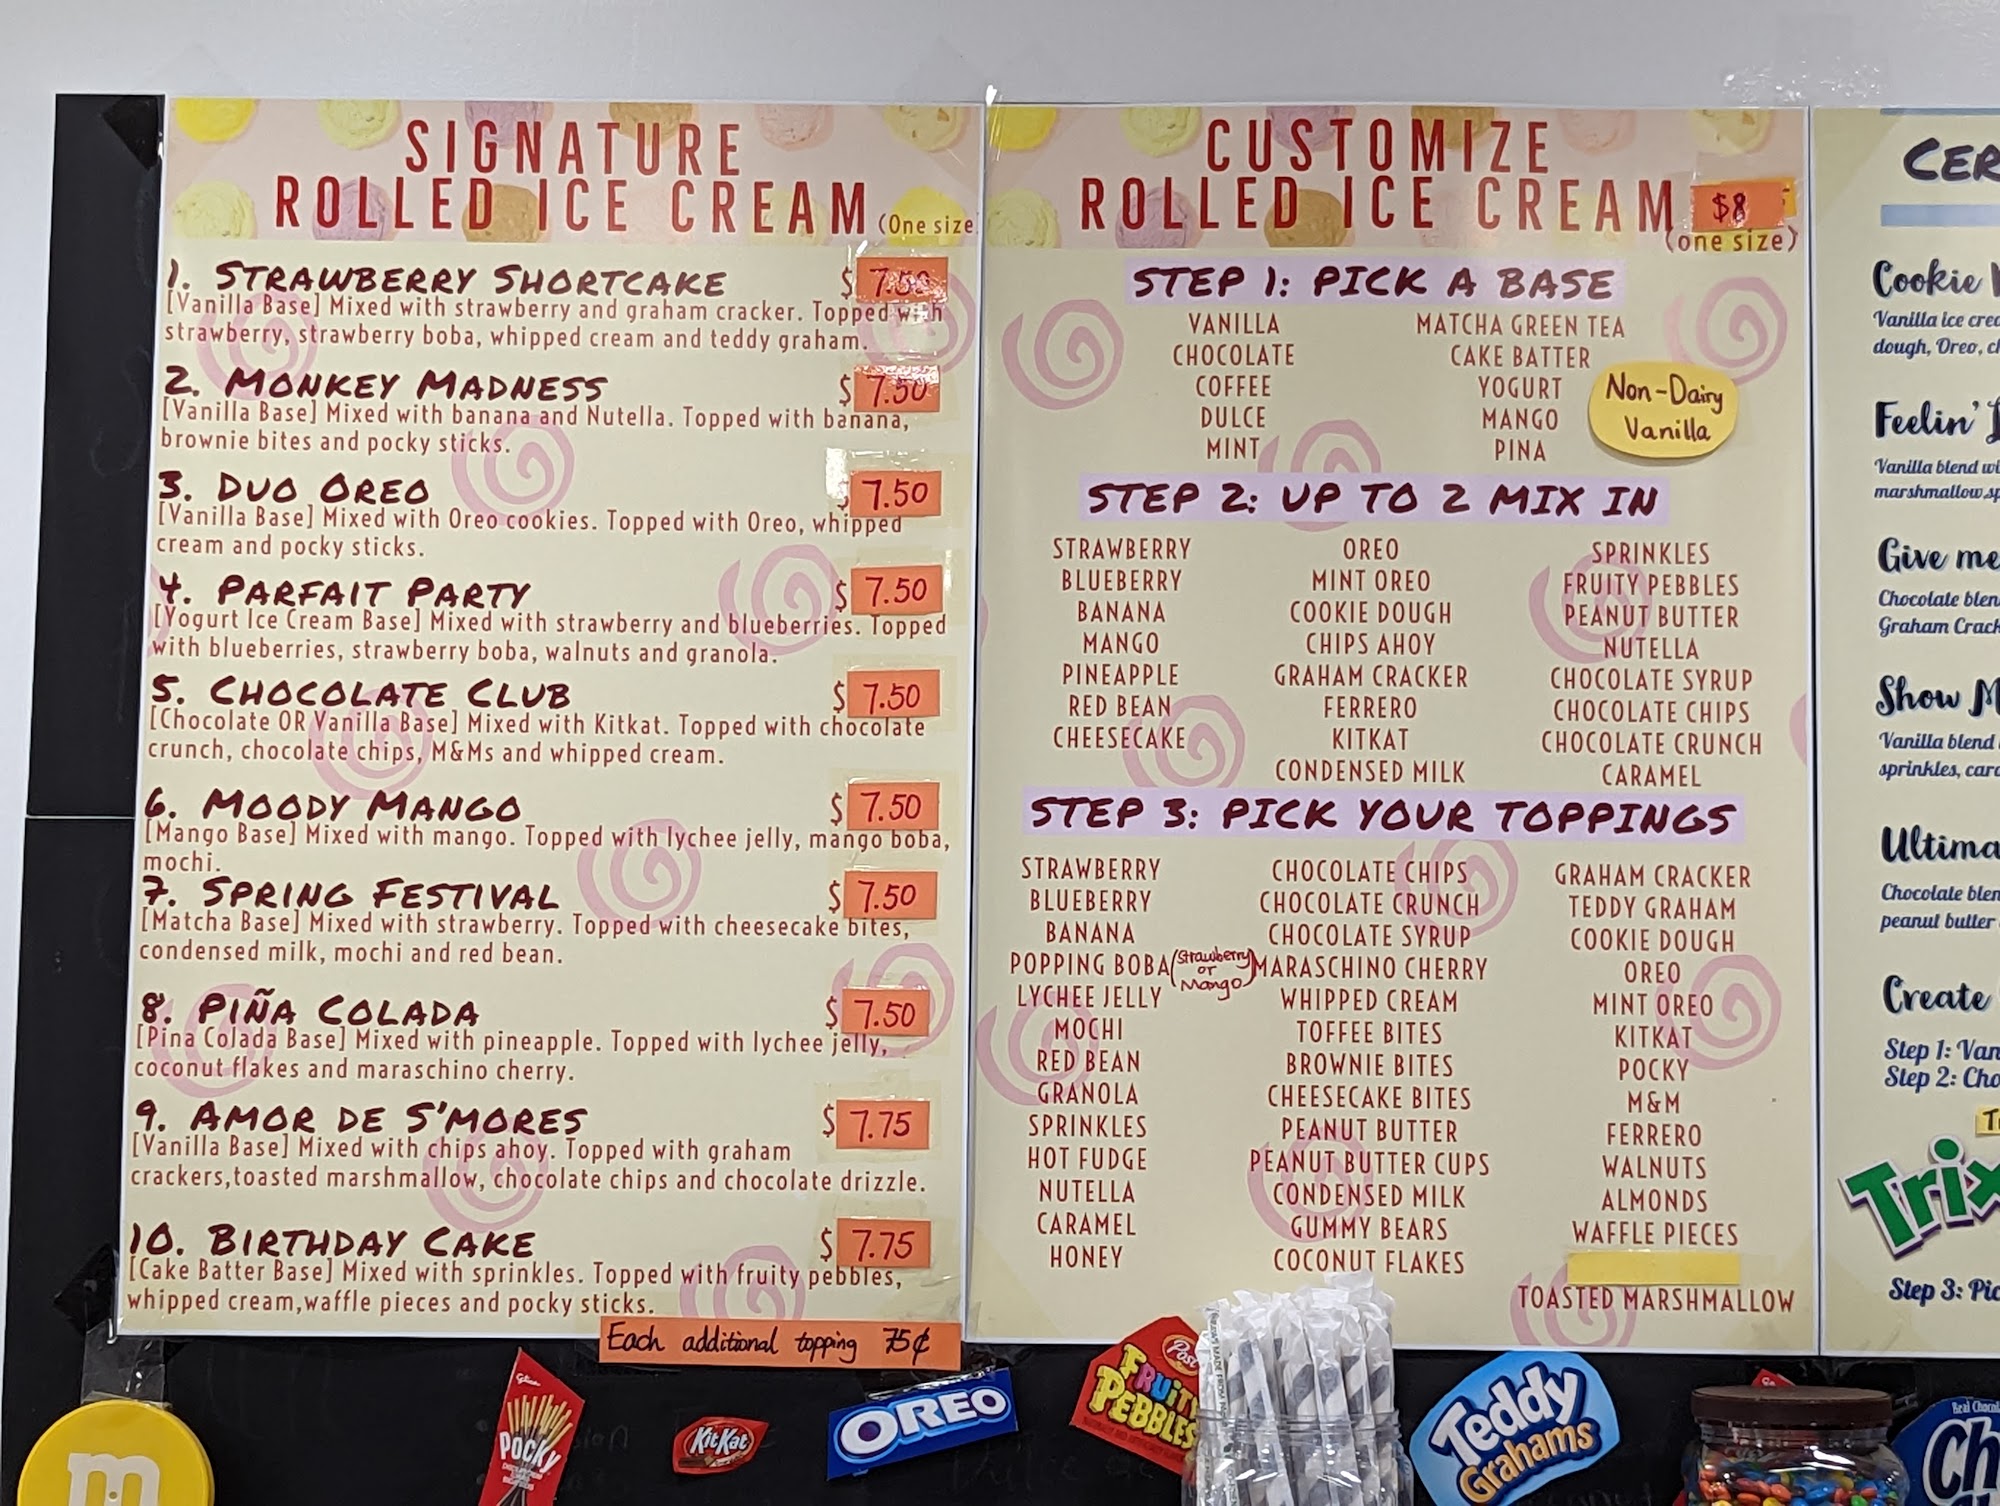 SIGNATURE
ROLLED ICE CREAM (One size
1. STRAWBERRY SHORTCAKE $ 7.50
[Vanilla Base] Mixed with strawberry and graham cracker. Topped with
strawberry, strawberry boba, whipped cream and teddy graham.
2. MONKEY MADNESS $ 7.50
[Vanilla Base] Mixed with banana and Nutella. Topped with banana,
brownie bites and pocky sticks.
3. DUO OREO $ 7.50
[Vanilla Base] Mixed with Oreo cookies. Topped with Oreo, whipped
cream and pocky sticks.
4. PARFAIT PARTY $ 7.50
[Yogurt Ice Cream Base] Mixed with strawberry and blueberries. Topped
with blueberries, strawberry boba, walnuts and granola.
5. CHOCOLATE CLUB $ 7.50
[Chocolate OR Vanilla Base] Mixed with Kitkat. Topped with chocolate
crunch, chocolate chips, M&Ms and whipped cream.
6. MOODY MANGO $ 7.50
[Mango Base] Mixed with mango. Topped with lychee jelly, mango boba,
mochi.
7. SPRING FESTIVAL $ 7.50
[Matcha Base] Mixed with strawberry. Topped with cheesecake bites,
condensed milk, mochi and red bean.
8. PIÑA COLADA $ 7.50
[Pina Colada Base] Mixed with pineapple. Topped with lychee jelly,
coconut flakes and maraschino cherry.
9. AMOR DE S'MORES $ 7.75
[Vanilla Base] Mixed with chips ahoy. Topped with graham
crackers,toasted marshmallow, chocolate chips and chocolate drizzle.
10. BIRTHDAY CAKE $ 7.75
[Cake Batter Base] Mixed with sprinkles. Topped with fruity pebbles,
whipped cream,waffle pieces and pocky sticks.
Each additional topping 75¢
CUSTOMIZE
ROLLED ICE CREAM $8
(one size)
STEP 1: PICK A BASE
VANILLA
CHOCOLATE
COFFEE
DULCE
MINT
MATCHA GREEN TEA
CAKE BATTER
YOGURT
MANGO
PINA
Non-Dairy
Vanilla
STEP 2: UP TO 2 MIX IN
STRAWBERRY
BLUEBERRY
BANANA
MANGO
PINEAPPLE
RED BEAN
CHEESECAKE
OREO
MINT OREO
COOKIE DOUGH
CHIPS AHOY
GRAHAM CRACKER
FERRERO
KITKAT
CONDENSED MILK
SPRINKLES
FRUITY PEBBLES
PEANUT BUTTER
NUTELLA
CHOCOLATE SYRUP
CHOCOLATE CHIPS
CHOCOLATE CRUNCH
CARAMEL
STEP 3: PICK YOUR TOPPINGS
STRAWBERRY
BLUEBERRY
BANANA
POPPING BOBA (Strawberry
or
Mango)
LYCHEE JELLY
MOCHI
RED BEAN
GRANOLA
SPRINKLES
HOT FUDGE
NUTELLA
CARAMEL
HONEY
CHOCOLATE CHIPS
CHOCOLATE CRUNCH
CHOCOLATE SYRUP
MARASCHINO CHERRY
WHIPPED CREAM
TOFFEE BITES
BROWNIE BITES
CHEESECAKE BITES
PEANUT BUTTER
PEANUT BUTTER CUPS
CONDENSED MILK
GUMMY BEARS
COCONUT FLAKES
GRAHAM CRACKER
TEDDY GRAHAM
COOKIE DOUGH
OREO
MINT OREO
KITKAT
POCKY
M&M
FERRERO
WALNUTS
ALMONDS
WAFFLE PIECES
TOASTED MARSHMALLOW
CER
Cookie
Vanilla ice crea
dough, Oreo, c
Feelin'
Vanilla blend wi
marshmallow,sp
Give me
Chocolate blen
Graham Crack
Show M
Vanilla blend
sprinkles, cara
Ultima
Chocolate blen
peanut butter
Create
Step 1: Van
Step 2: Cho
Trix
Step 3: Pic
m
Glico
POCKY
KitKat
OREO
Post
FRUITY
PEBBLES
Teddy
Grahams
Real Chocola
Ch